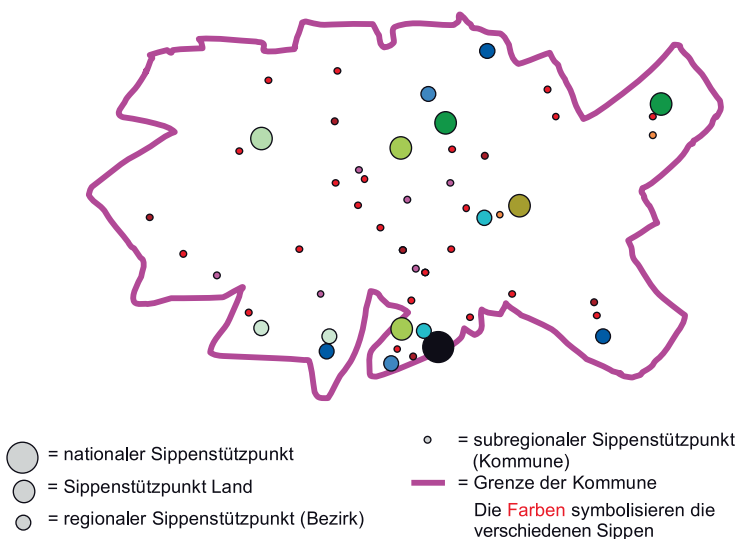 = nationaler Sippenstützpunkt
= Sippenstützpunkt Land
= regionaler Sippenstützpunkt (Bezirk)
= subregionaler Sippenstützpunkt
(Kommune)
= Grenze der Kommune
Die Farben symbolisieren die
verschiedenen Sippen